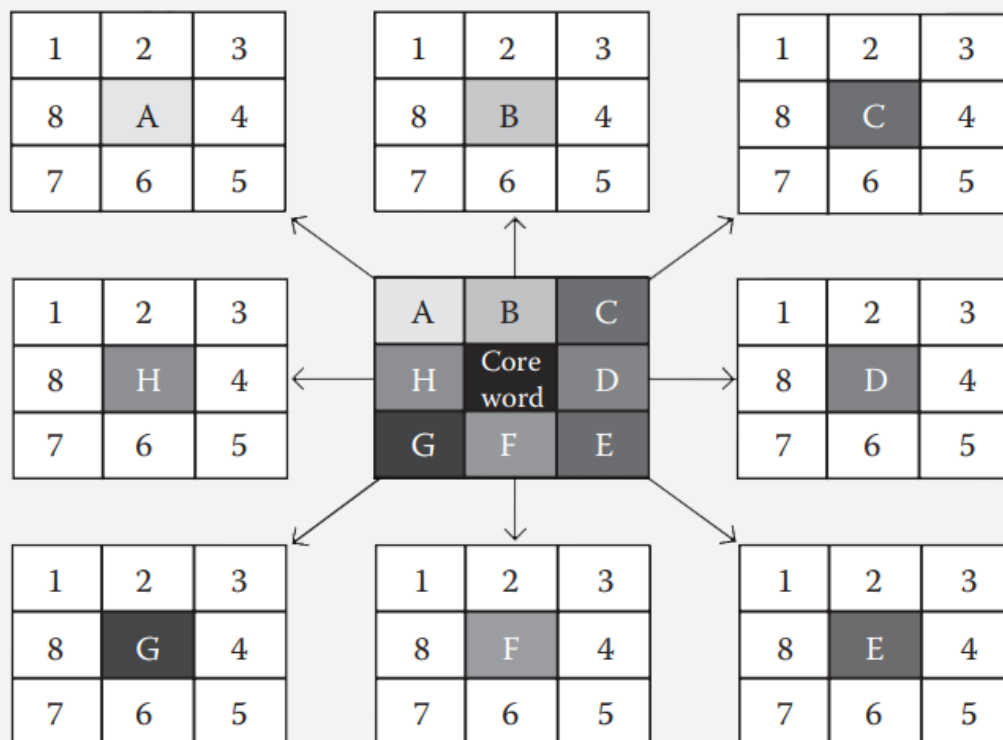 1 2 3 1 2 3 1 2 3
8 A 4 8 B 4 8 C 4
7 6 5 7 6 5 7 6 5
1 2 3 A B C 1 2 3
8 H 4 H Core word D 8 D 4
7 6 5 G F E 7 6 5
1 2 3 1 2 3 1 2 3
8 G 4 8 F 4 8 E 4
7 6 5 7 6 5 7 6 5